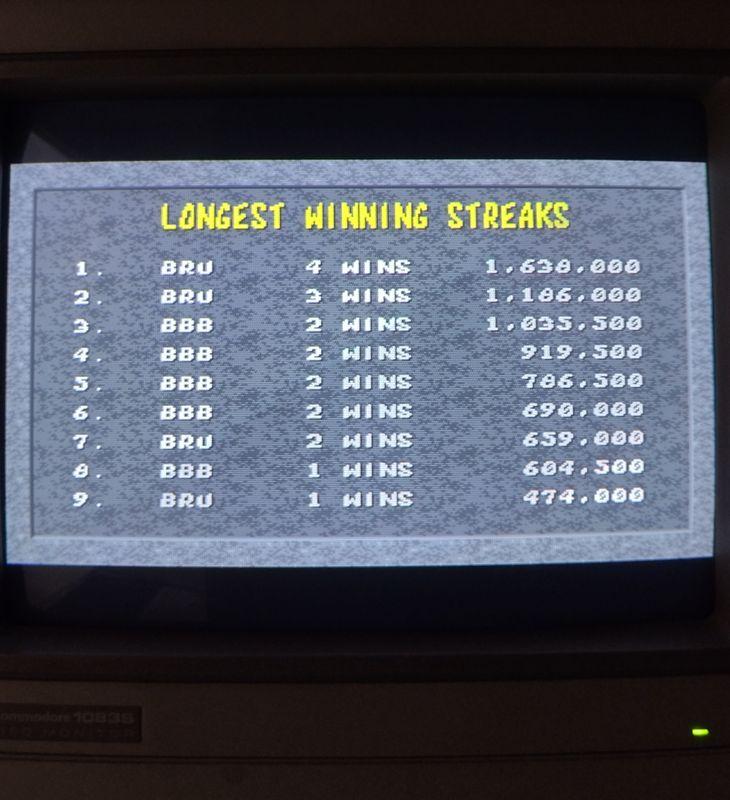 LONGEST WINNING STREAKS
1. BRU 4 WINS 1,638,000
2. BRU 3 WINS 1,186,000
3. BBB 2 WINS 1,035,500
4. BBB 2 WINS 919,500
5. BBB 2 WINS 786,500
6. BBB 2 WINS 690,000
7. BRU 2 WINS 659,000
8. BBB 1 WINS 604,500
9. BRU 1 WINS 474,000
ommodore 1083S
MONITOR